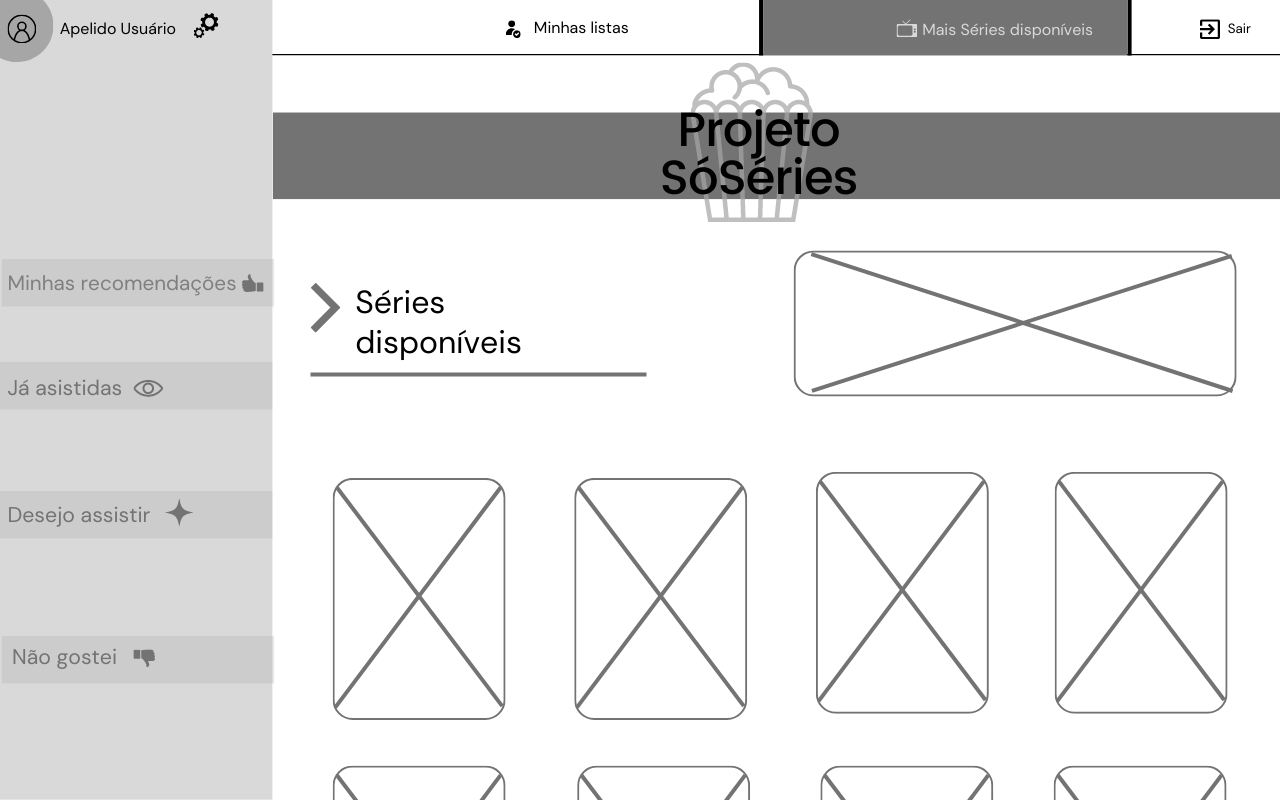 Apelido Usuário
Minhas listas
Mais Séries disponíveis
Sair
Projeto
SóSéries
Minhas recomendações
Já asistidas
Desejo assistir
Não gostei
Séries
disponíveis